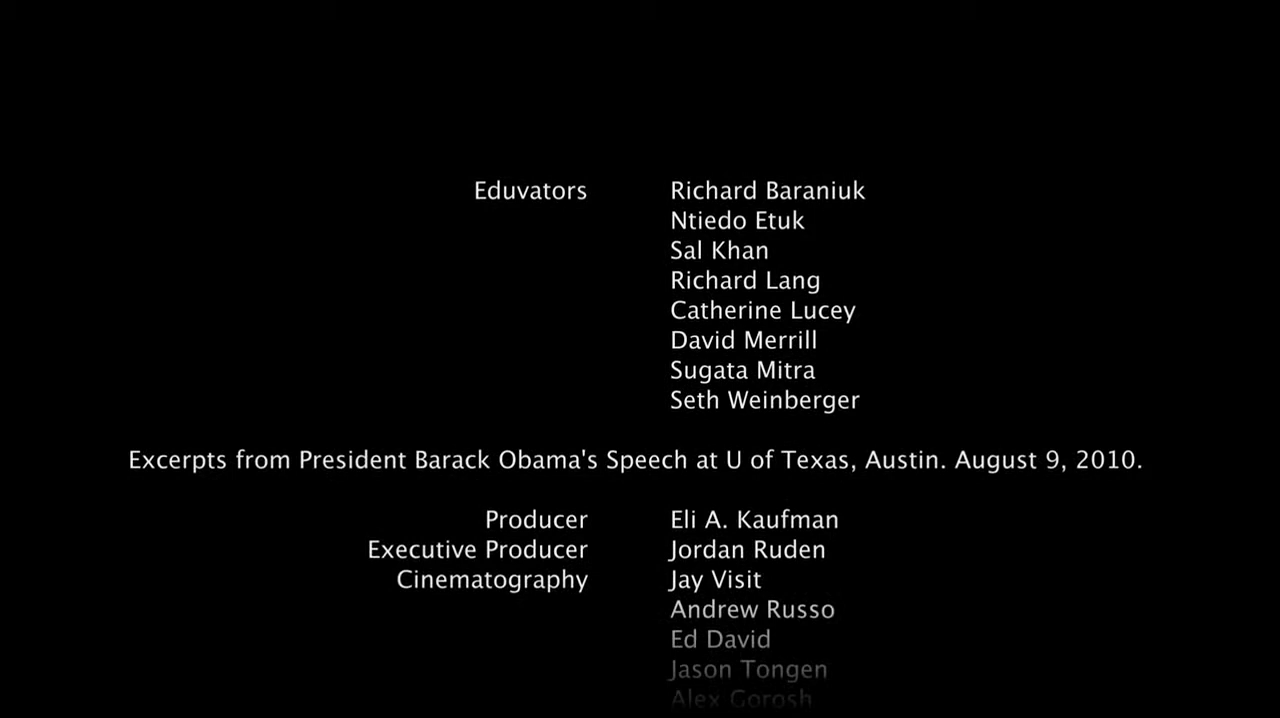 Eduvators Richard Baraniuk
Ntiedo Etuk
Sal Khan
Richard Lang
Catherine Lucey
David Merrill
Sugata Mitra
Seth Weinberger
Excerpts from President Barack Obama's Speech at U of Texas, Austin. August 9, 2010.
Producer Eli A. Kaufman
Executive Producer Jordan Ruden
Cinematography Jay Visit
Andrew Russo
Ed David
Jason Tongen
Alex Gorosh